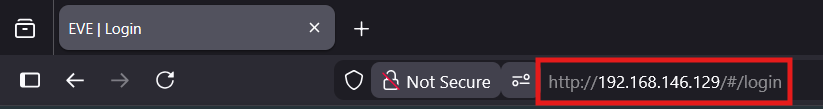 EVE | Login
Not Secure http://192.168.146.129/#/login